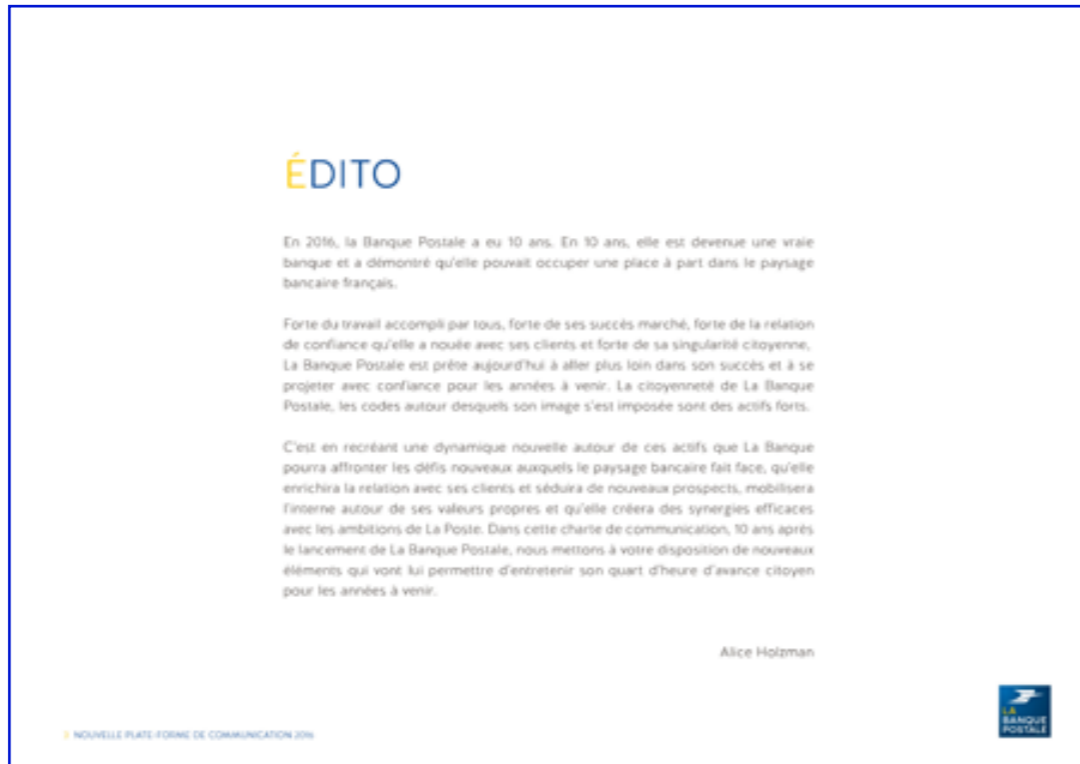 ÉDITO
En 2016, la Banque Postale a eu 10 ans. En 10 ans, elle est devenue une vraie
banque et a démontré qu'elle pouvait occuper une place à part dans le paysage
bancaire français.
Forte du travail accompli par tous, forte de ses succès marché, forte de la relation
de confiance qu'elle a nouée avec ses clients et forte de sa singularité citoyenne,
La Banque Postale est prête aujourd'hui à aller plus loin dans son succès et à se
projeter avec confiance pour les années à venir. La citoyenneté de La Banque
Postale, les codes autour desquels son image s'est imposée sont des actifs forts.
C'est en recréant une dynamique nouvelle autour de ces actifs que La Banque
pourra affronter les défis nouveaux auxquels le paysage bancaire fait face, qu'elle
enrichira la relation avec ses clients et séduira de nouveaux prospects, mobilisera
l'interne autour de ses valeurs propres et qu'elle créera des synergies efficaces
avec les ambitions de La Poste. Dans cette charte de communication, 10 ans après
le lancement de La Banque Postale, nous mettons à votre disposition de nouveaux
éléments qui vont lui permettre d'entretenir son quart d'heure d'avance citoyen
pour les années à venir.
Alice Holzman
LA
BANQUE
POSTALE
NOUVELLE PLATE-FORME DE COMMUNICATION 2016